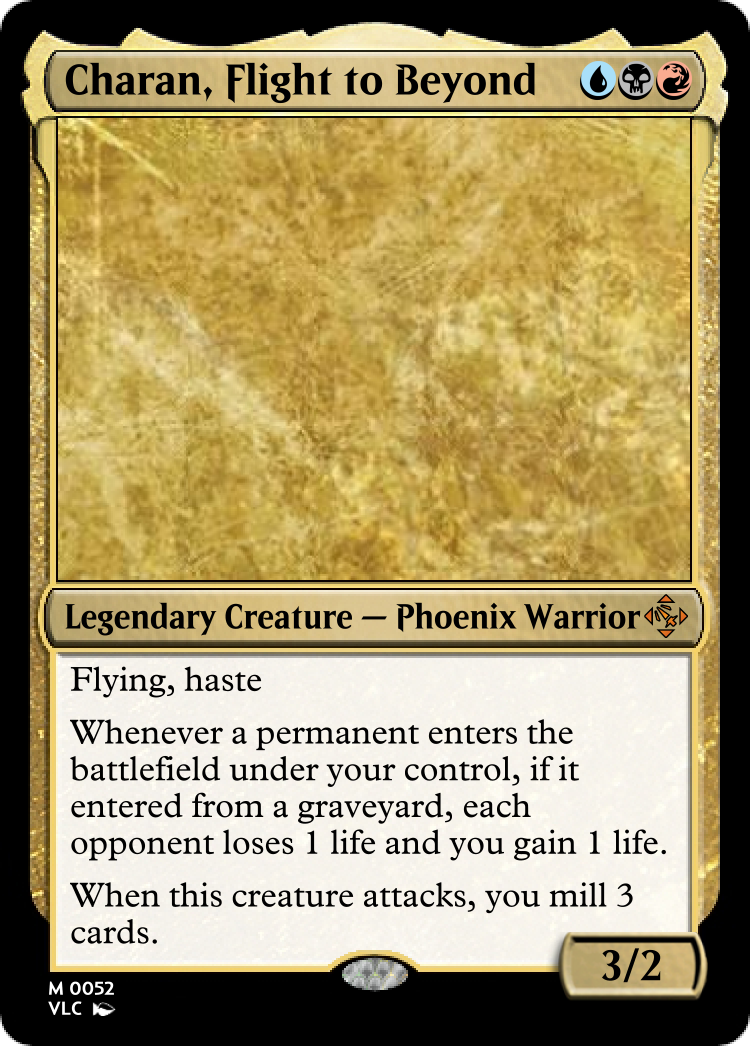 Charan, Flight to Beyond
Legendary Creature — Phoenix Warrior
Flying, haste
Whenever a permanent enters the
battlefield under your control, if it
entered from a graveyard, each
opponent loses 1 life and you gain 1 life.
When this creature attacks, you mill 3
cards.
3/2
M 0052
VLC